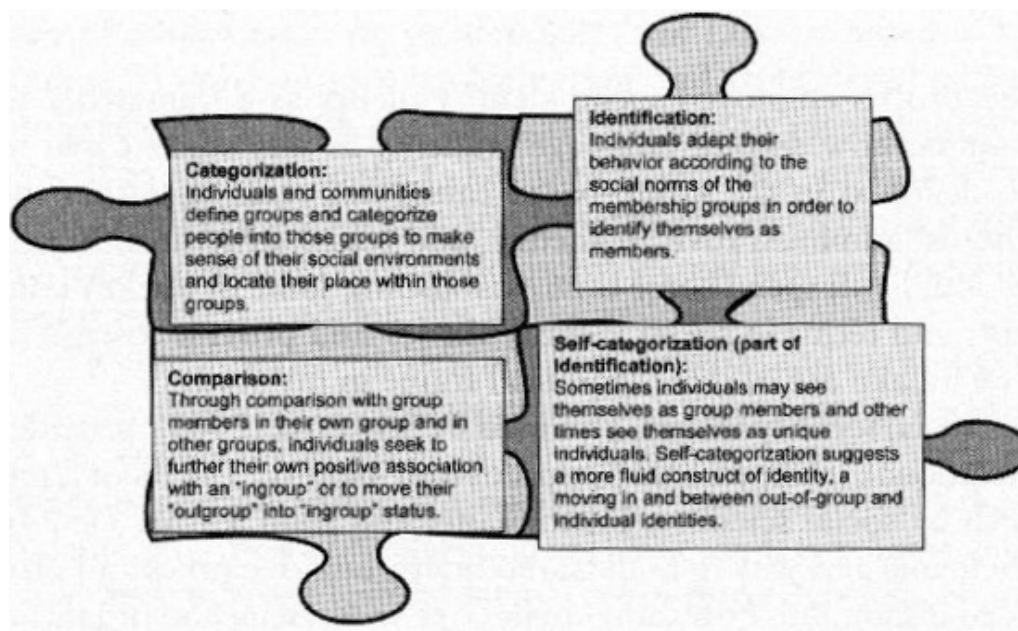 Categorization:
Individuals and communities
define groups and categorize
people into those groups to make
sense of their social environments
and locate their place within those
groups.
Identification:
Individuals adapt their
behavior according to the
social norms of the
membership groups in order to
identify themselves as
members.
Comparison:
Through comparison with group
members in their own group and in
other groups, individuals seek to
further their own positive association
with an "ingroup" or to move their
"outgroup" into "ingroup" status.
Self-categorization (part of
Identification):
Sometimes individuals may see
themselves as group members and other
times see themselves as unique
individuals. Self-categorization suggests
a more fluid construct of identity, a
moving in and between out-of-group and
individual identities.